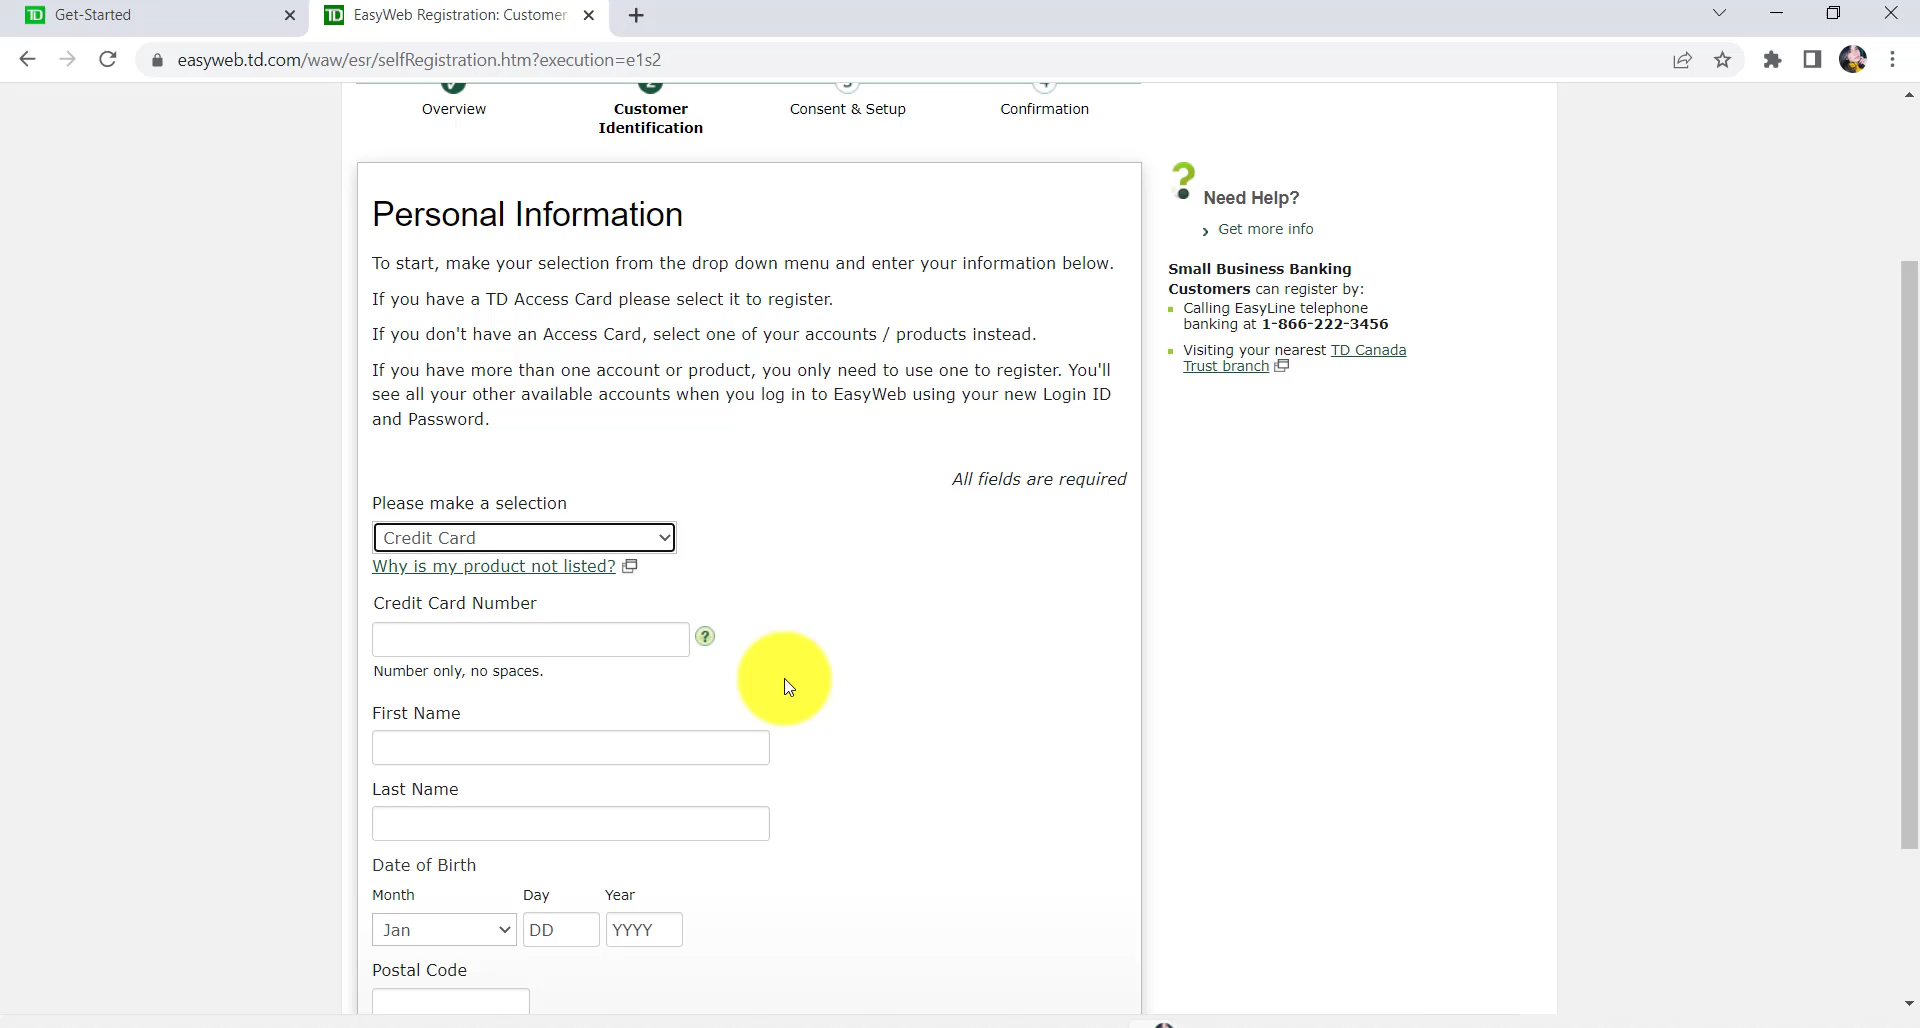 TD Get-Started
TD EasyWeb Registration: Customer
easyweb.td.com/waw/esr/selfRegistration.htm?execution=e1s2
Overview
2
Customer
Identification
3
Consent & Setup
4
Confirmation
Personal Information
To start, make your selection from the drop down menu and enter your information below.
If you have a TD Access Card please select it to register.
If you don't have an Access Card, select one of your accounts / products instead.
If you have more than one account or product, you only need to use one to register. You'll
see all your other available accounts when you log in to EasyWeb using your new Login ID
and Password.
All fields are required
Please make a selection
Credit Card
Why is my product not listed?
Credit Card Number
?
Number only, no spaces.
First Name
Last Name
Date of Birth
Month Day Year
Jan DD YYYY
Postal Code
? Need Help?
› Get more info
Small Business Banking
Customers can register by:
Calling EasyLine telephone
banking at 1-866-222-3456
Visiting your nearest TD Canada
Trust branch